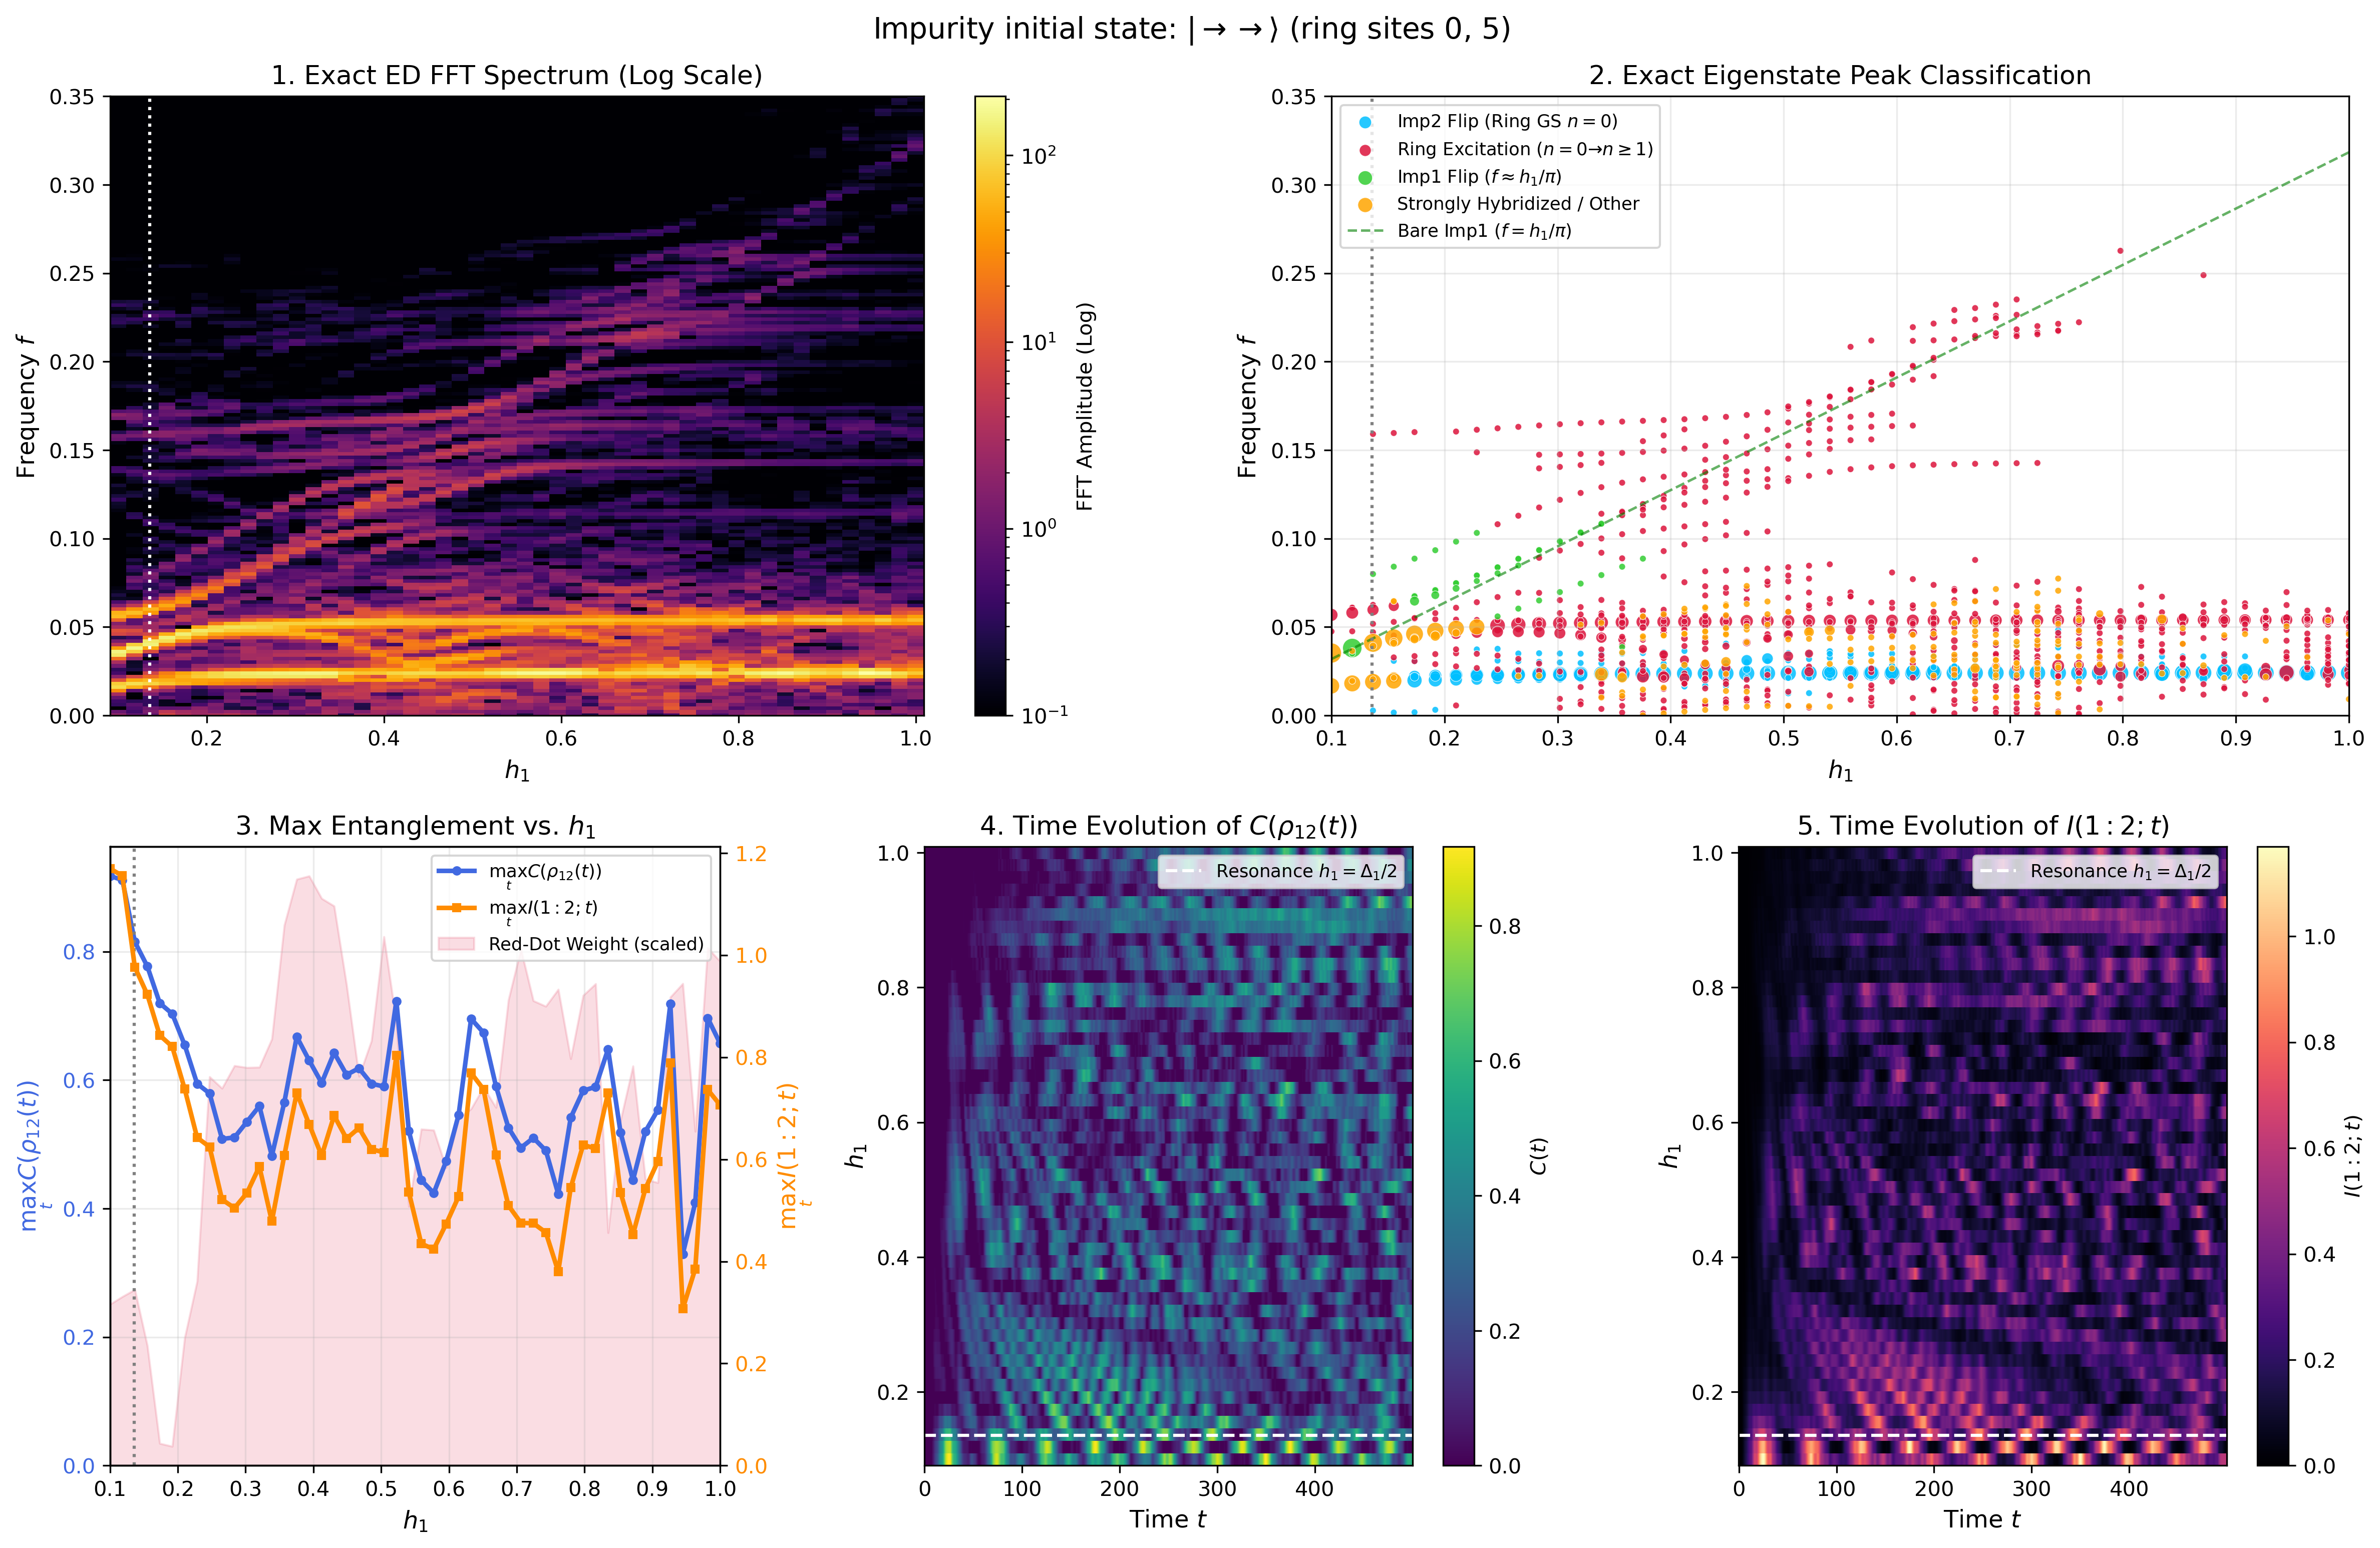 Impurity initial state: |→→⟩ (ring sites 0, 5)
1. Exact ED FFT Spectrum (Log Scale)
0.35
0.30
0.25
0.20
0.15
0.10
0.05
0.00
Frequency f
0.2 0.4 0.6 0.8 1.0
h₁
10²
10¹
10⁰
10⁻¹
FFT Amplitude (Log)
2. Exact Eigenstate Peak Classification
Imp2 Flip (Ring GS n = 0)
Ring Excitation (n = 0→n ≥ 1)
Imp1 Flip (f ≈ h₁/π)
Strongly Hybridized / Other
Bare Imp1 (f = h₁/π)
0.35
0.30
0.25
0.20
0.15
0.10
0.05
0.00
Frequency f
0.1 0.2 0.3 0.4 0.5 0.6 0.7 0.8 0.9 1.0
h₁
3. Max Entanglement vs. h₁
max C(ρ₁₂(t))
t
max I(1 : 2; t)
t
Red-Dot Weight (scaled)
0.8
0.6
0.4
0.2
0.0
max C(ρ₁₂(t))
t
1.2
1.0
0.8
0.6
0.4
0.2
0.0
max I(1 : 2; t)
t
0.1 0.2 0.3 0.4 0.5 0.6 0.7 0.8 0.9 1.0
h₁
4. Time Evolution of C(ρ₁₂(t))
Resonance h₁ = Δ₁/2
1.0
0.8
0.6
0.4
0.2
h₁
0 100 200 300 400
Time t
0.8
0.6
0.4
0.2
0.0
C(t)
5. Time Evolution of I(1 : 2; t)
Resonance h₁ = Δ₁/2
1.0
0.8
0.6
0.4
0.2
h₁
0 100 200 300 400
Time t
1.0
0.8
0.6
0.4
0.2
0.0
I(1 : 2; t)